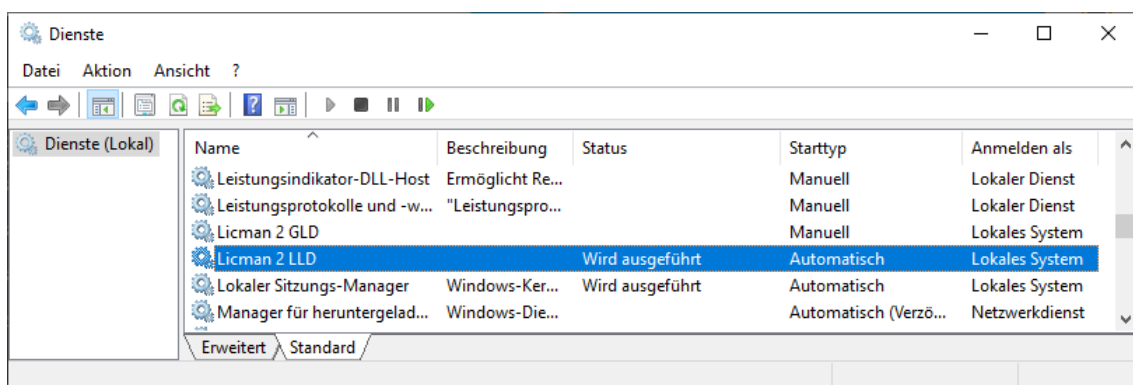 Dienste
Datei Aktion Ansicht ?
Dienste (Lokal)
Name Beschreibung Status Starttyp Anmelden als
Leistungsindikator-DLL-Host Ermöglicht Re... Manuell Lokaler Dienst
Leistungsprotokolle und -w... "Leistungspro... Manuell Lokaler Dienst
Licman 2 GLD Manuell Lokales System
Licman 2 LLD Wird ausgeführt Automatisch Lokales System
Lokaler Sitzungs-Manager Windows-Ker... Wird ausgeführt Automatisch Lokales System
Manager für heruntergelad... Windows-Die... Automatisch (Verzö... Netzwerkdienst
Erweitert Standard